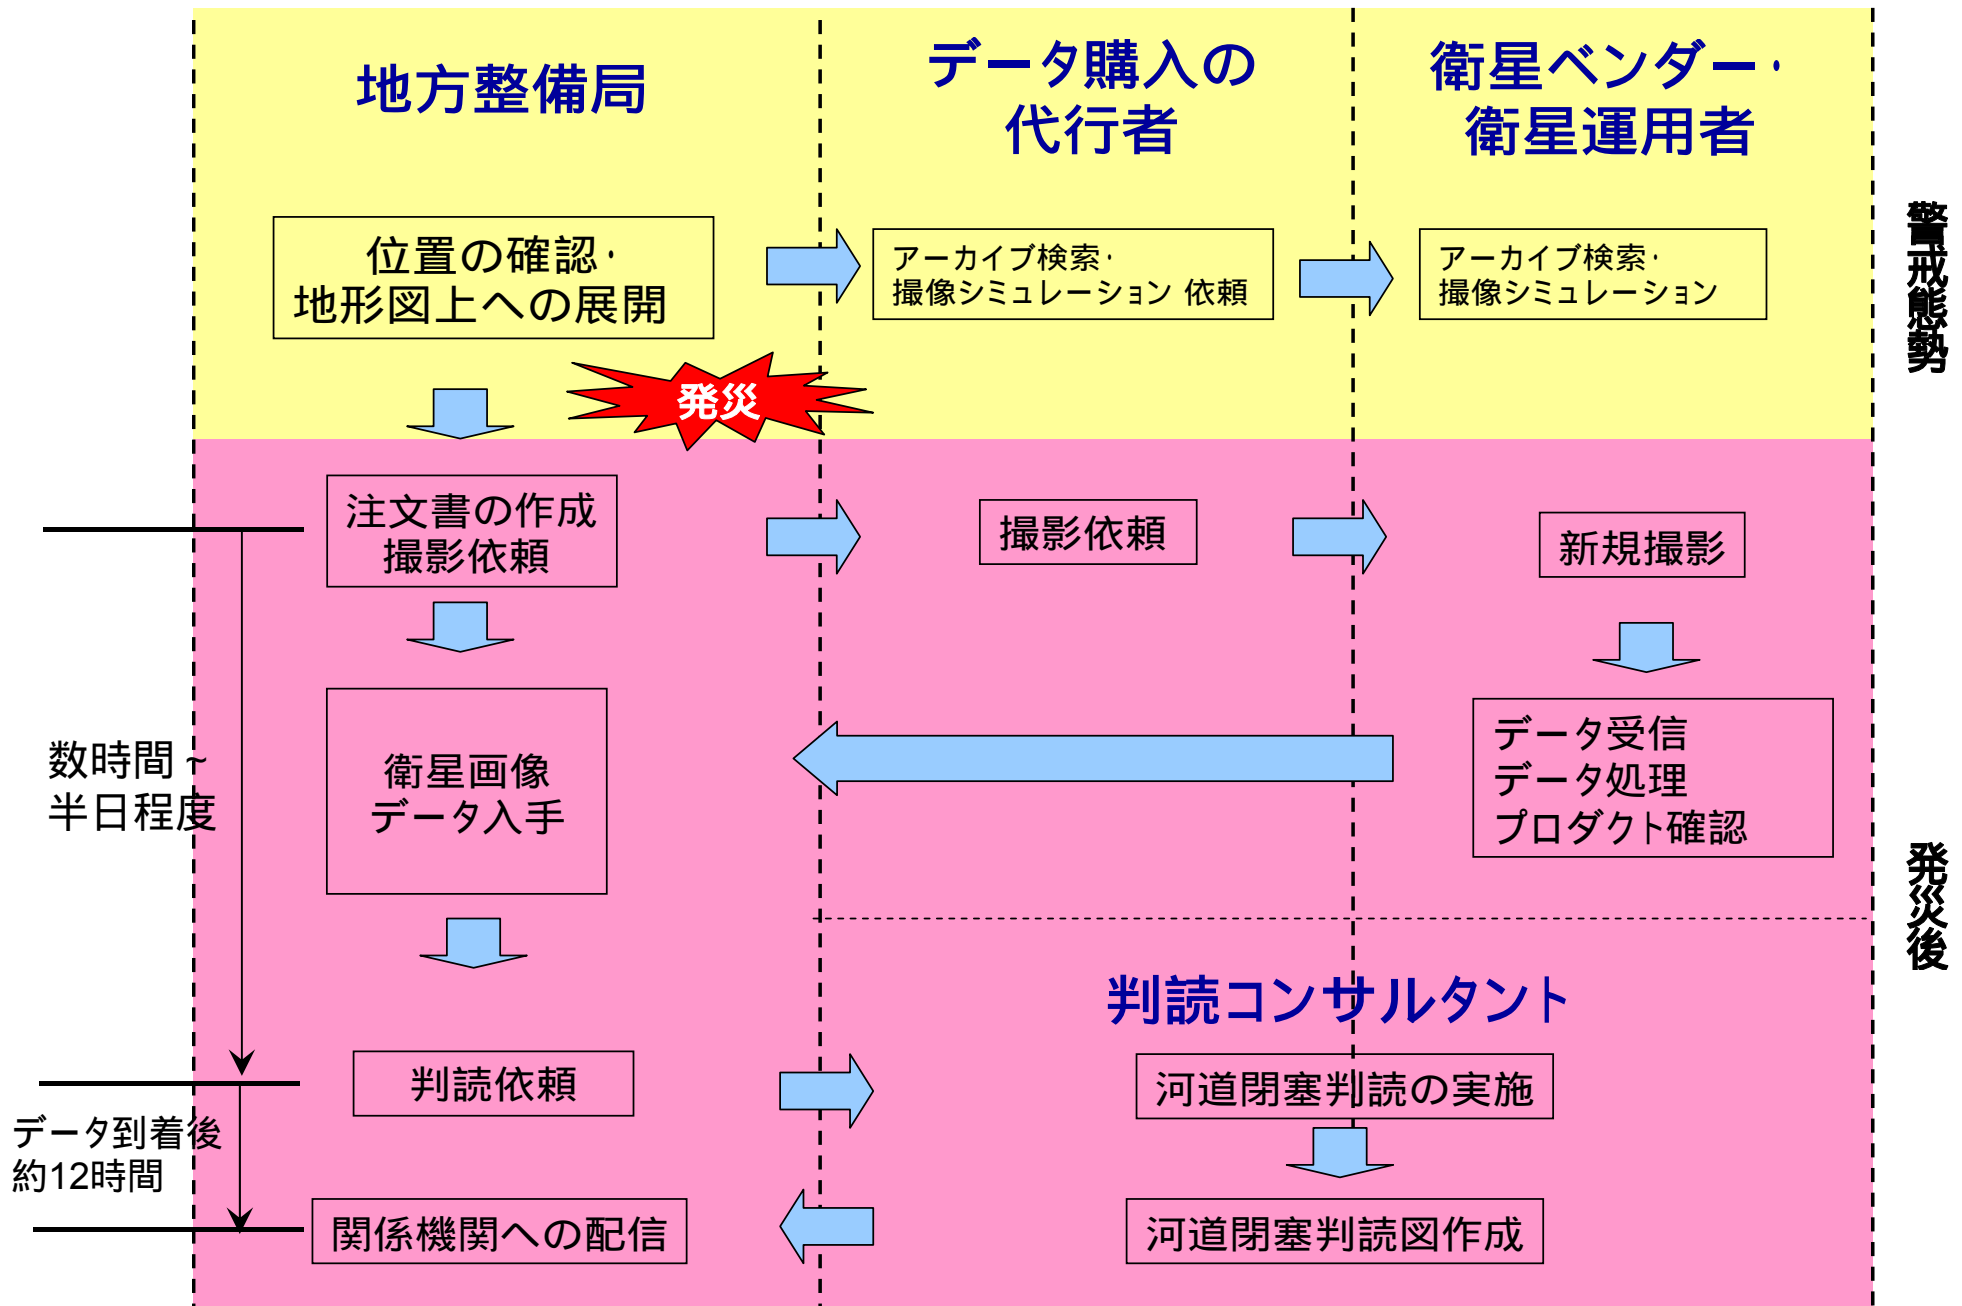 地方整備局
データ購入の
代行者
衛星ベンダー・
衛星運用者
警戒態勢
位置の確認・
地形図上への展開
アーカイブ検索・
撮像シミュレーション 依頼
アーカイブ検索・
撮像シミュレーション
発災
注文書の作成
撮影依頼
撮影依頼
新規撮影
数時間~
半日程度
衛星画像
データ入手
データ受信
データ処理
プロダクト確認
発災後
判読コンサルタント
判読依頼
河道閉塞判読の実施
データ到着後
約12時間
関係機関への配信
河道閉塞判読図作成